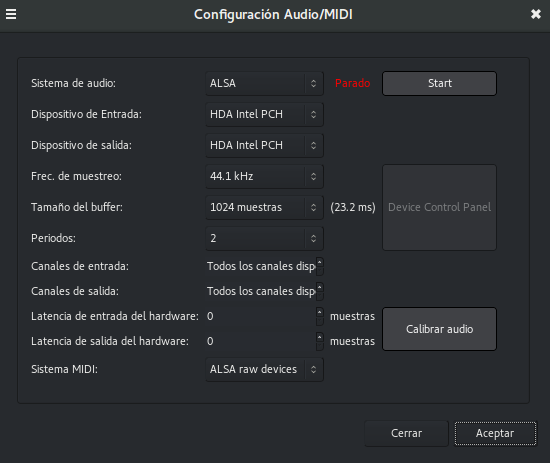 Configuración Audio/MIDI
Sistema de audio: ALSA Parado Start
Dispositivo de Entrada: HDA Intel PCH
Dispositivo de salida: HDA Intel PCH
Frec. de muestreo: 44.1 kHz
Tamaño del buffer: 1024 muestras (23.2 ms) Device Control Panel
Periodos: 2
Canales de entrada: Todos los canales disp
Canales de salida: Todos los canales disp
Latencia de entrada del hardware: 0 muestras
Calibrar audio
Latencia de salida del hardware: 0 muestras
Sistema MIDI: ALSA raw devices
Cerrar Aceptar